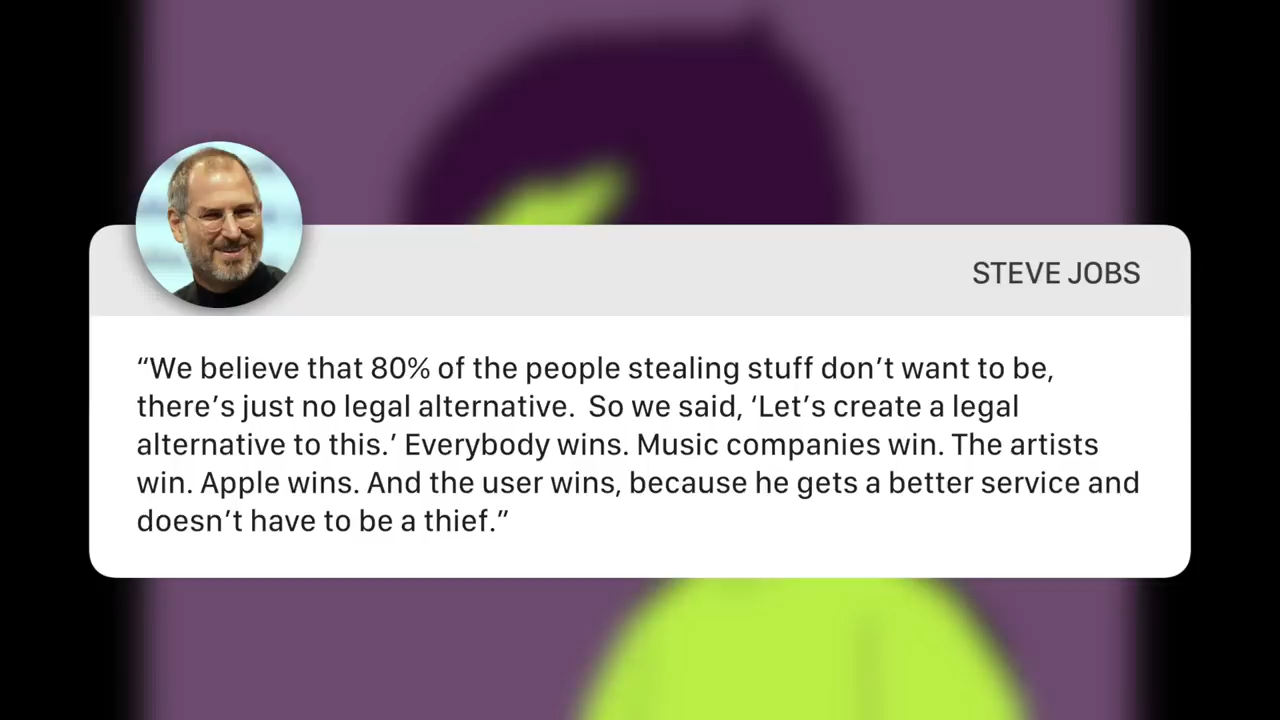 STEVE JOBS
“We believe that 80% of the people stealing stuff don’t want to be,
there’s just no legal alternative.  So we said, ‘Let’s create a legal
alternative to this.’ Everybody wins. Music companies win. The artists
win. Apple wins. And the user wins, because he gets a better service and
doesn’t have to be a thief.”